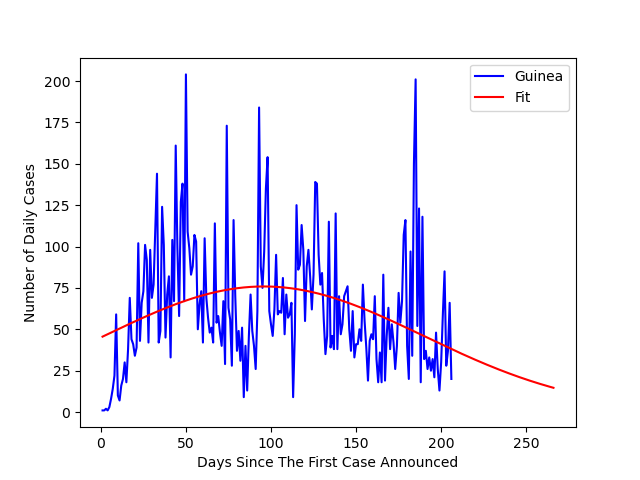 Guinea
Fit
Number of Daily Cases
200
175
150
125
100
75
50
25
0
0 50 100 150 200 250
Days Since The First Case Announced